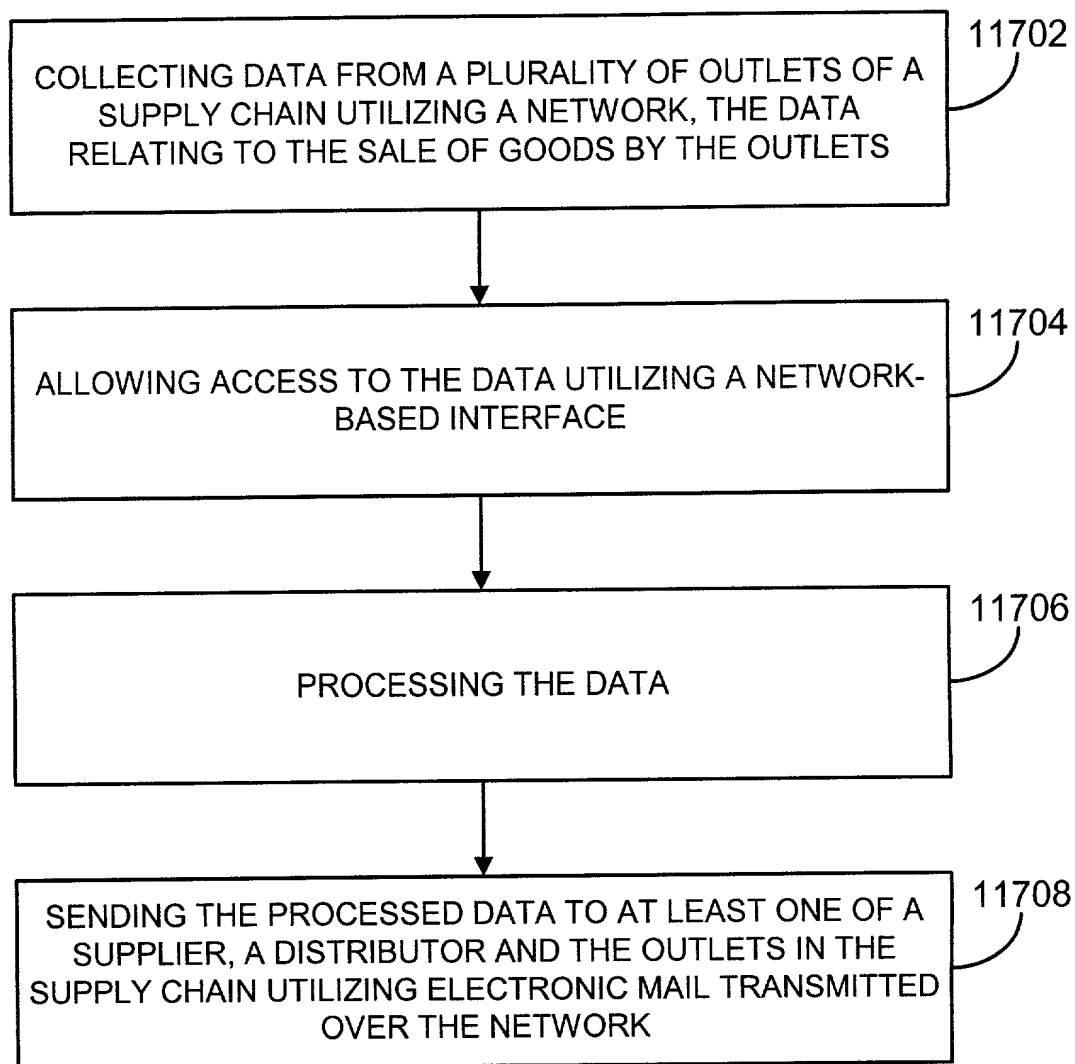 11702
COLLECTING DATA FROM A PLURALITY OF OUTLETS OF A
SUPPLY CHAIN UTILIZING A NETWORK, THE DATA
RELATING TO THE SALE OF GOODS BY THE OUTLETS
11704
ALLOWING ACCESS TO THE DATA UTILIZING A NETWORK-
BASED INTERFACE
11706
PROCESSING THE DATA
11708
SENDING THE PROCESSED DATA TO AT LEAST ONE OF A
SUPPLIER, A DISTRIBUTOR AND THE OUTLETS IN THE
SUPPLY CHAIN UTILIZING ELECTRONIC MAIL TRANSMITTED
OVER THE NETWORK